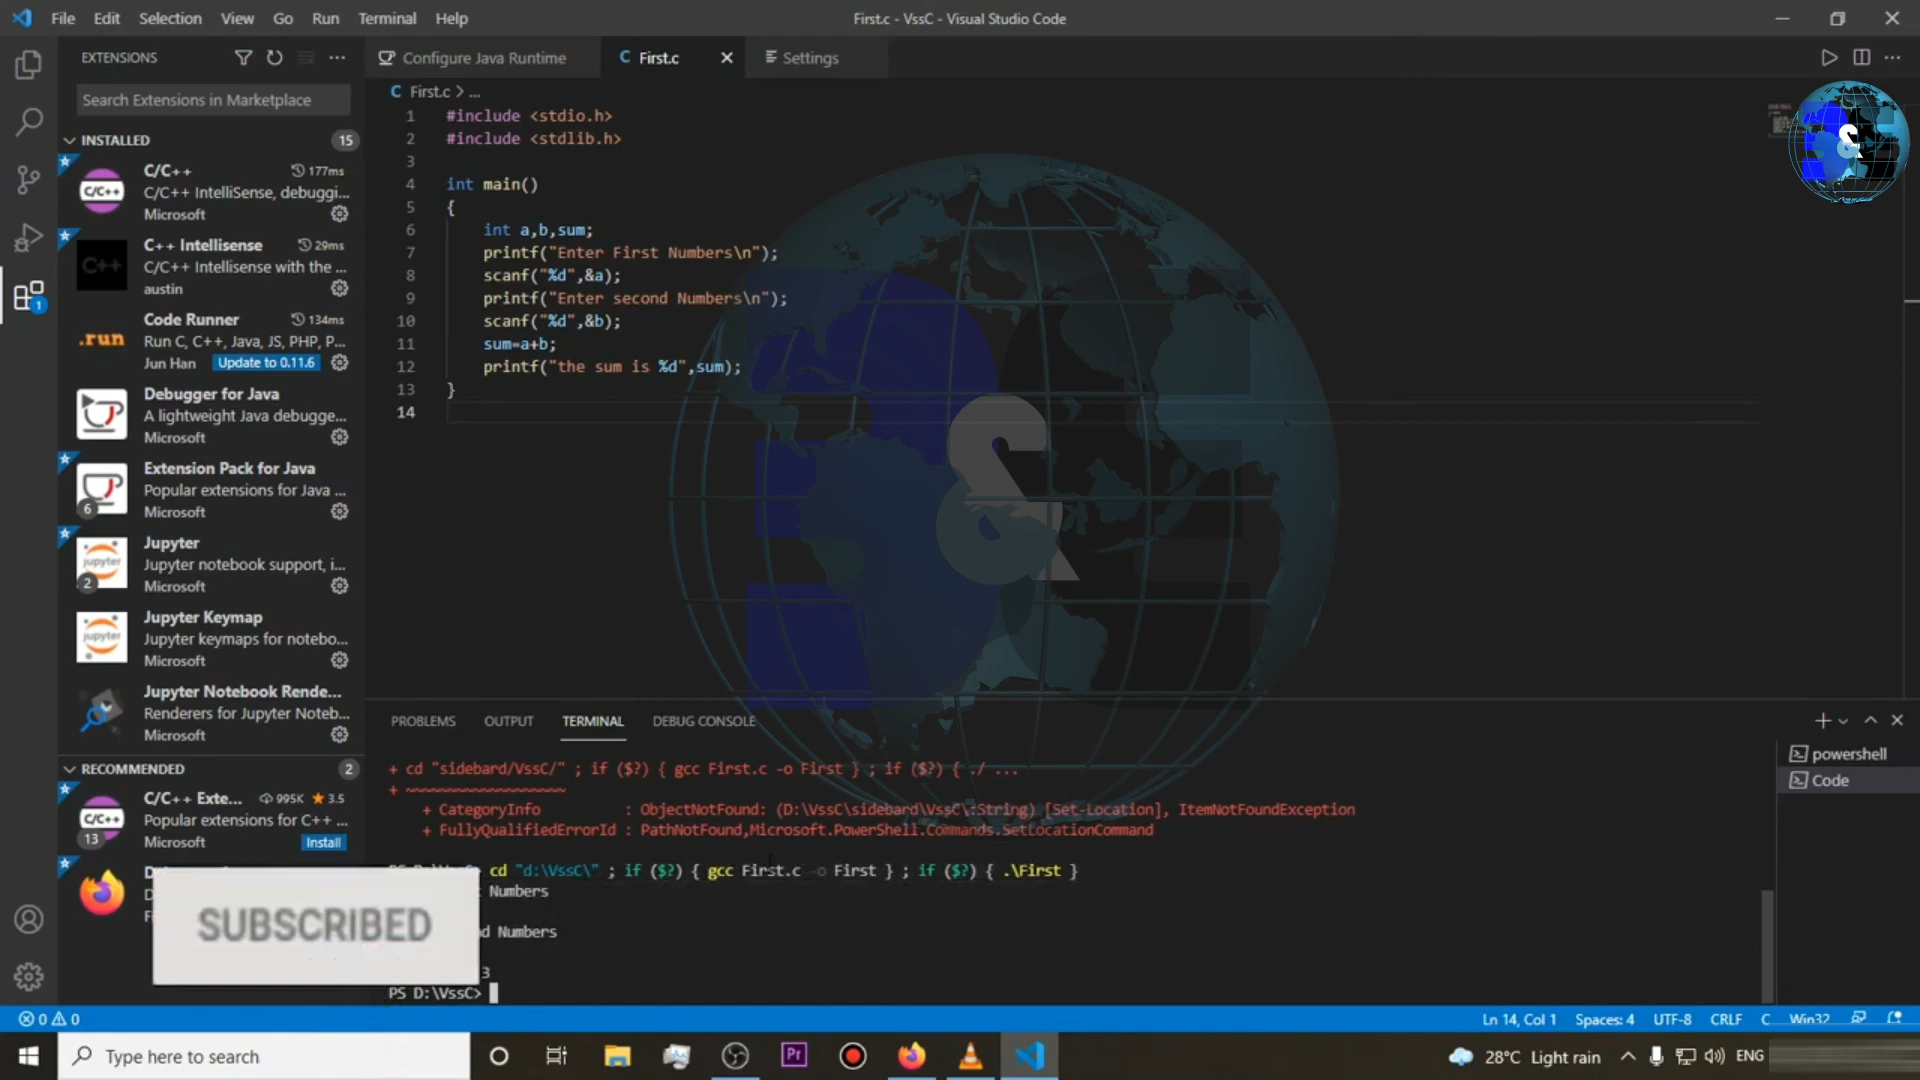 File Edit Selection View Go Run Terminal Help
First.c - VssC - Visual Studio Code
EXTENSIONS
Configure Java Runtime
C First.c
Settings
Search Extensions in Marketplace
C First.c > ...
INSTALLED 15
C/C++ 177ms
C/C++
C/C++ IntelliSense, debuggi...
Microsoft
C++ Intellisense 29ms
C++
C/C++ Intellisense with the ...
austin
Code Runner 134ms
.run
Run C, C++, Java, JS, PHP, P...
Jun Han Update to 0.11.6
Debugger for Java
A lightweight Java debugge...
Microsoft
Extension Pack for Java
Popular extensions for Java ...
6 Microsoft
Jupyter
jupyter
Jupyter notebook support, i...
2 Microsoft
Jupyter Keymap
jupyter
Jupyter keymaps for notebo...
Microsoft
Jupyter Notebook Rende...
Renderers for Jupyter Noteb...
Microsoft
RECOMMENDED 2
C/C++ Exte... 995K 3.5
C/C++
Popular extensions for C++ ...
13 Microsoft Install
1
1 #include <stdio.h>
2 #include <stdlib.h>
3
4 int main()
5 {
6 int a,b,sum;
7 printf("Enter First Numbers\n");
8 scanf("%d",&a);
9 printf("Enter second Numbers\n");
10 scanf("%d",&b);
11 sum=a+b;
12 printf("the sum is %d",sum);
13 }
14
&
PROBLEMS OUTPUT TERMINAL DEBUG CONSOLE
powershell
Code
+ cd "sidebard/VssC/" ; if ($?) { gcc First.c -o First } ; if ($?) { ./ ...
+ ~~~~~~~~~~~~~~~~~~~
+ CategoryInfo : ObjectNotFound: (D:\VssC\sidebard\VssC\:String) [Set-Location], ItemNotFoundException
+ FullyQualifiedErrorId : PathNotFound,Microsoft.PowerShell.Commands.SetLocationCommand
cd "d:\VssC\" ; if ($?) { gcc First.c -o First } ; if ($?) { .\First }
Numbers
Numbers
3
PS D:\VssC>
SUBSCRIBED
0 0
Ln 14, Col 1 Spaces: 4 UTF-8 CRLF C Win32
Type here to search
Pr
28°C Light rain ENG